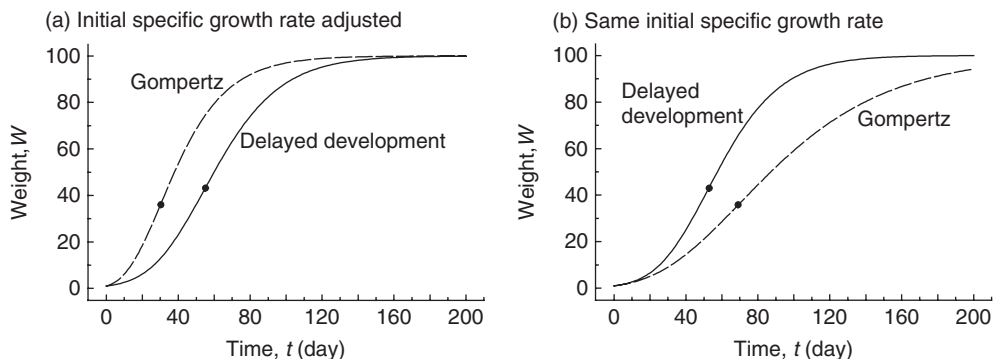 (a) Initial specific growth rate adjusted
100
80
60
40
20
0
Weight, W
Gompertz
Delayed development
0 40 80 120 160 200
Time, t (day)
(b) Same initial specific growth rate
100
80
60
40
20
0
Weight, W
Delayed
development
Gompertz
0 40 80 120 160 200
Time, t (day)